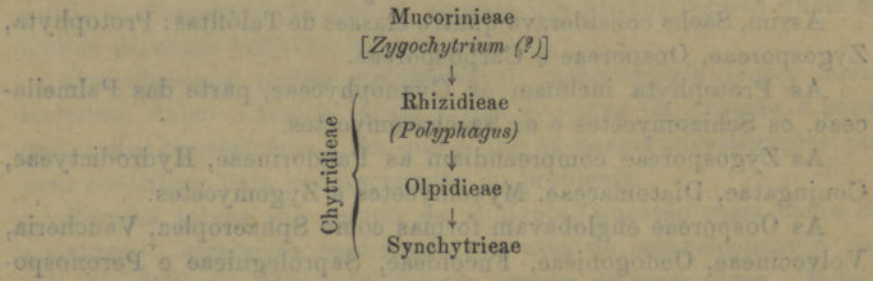 Mucorinieae
[Zygochytrium (?)]
↓
Rhizidieae
(Polyphagus)
↓
Olpidieae
↓
Synchytrieae
Chytridieae